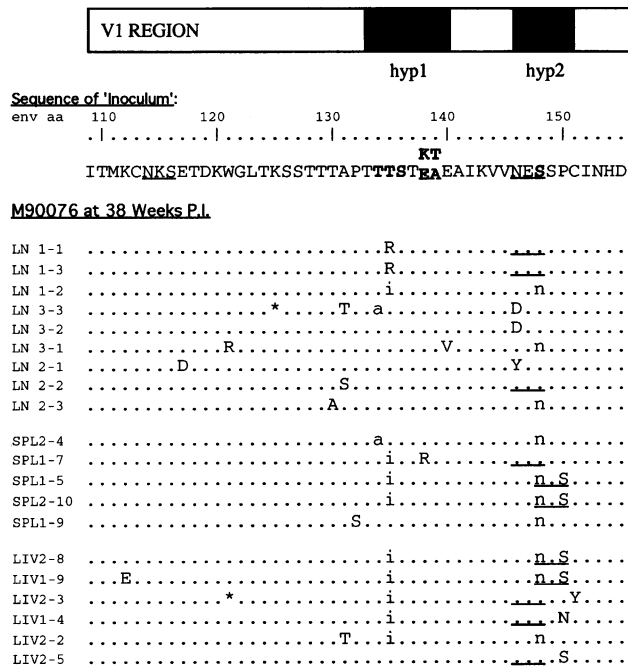 V1 REGION
hyp1 hyp2
Sequence of 'Inoculum':
env aa 110 120 130 140 150
. . . . . . . . . .
KT
ITMKCNKSETDKWGLTKSSTTTAPTTTSTEAEAIKVVNESSPCINHD
M90076 at 38 Weeks P.I.
LN 1-1 ..........................R....................
LN 1-3 ..........................R....................
LN 1-2 ..........................i............n.......
LN 3-3 ................*.....T..a...........D.........
LN 3-2 .....................................D.........
LN 3-1 ............R..................V.......n.......
LN 2-1 ........D............................Y.........
LN 2-2 ......................S........................
LN 2-3 .....................A.................n.......
SPL2-4 .........................a.............n.......
SPL1-7 ..........................i..R.................
SPL1-5 ..........................i............n.S.....
SPL2-10 ..........................i............n.S.....
SPL1-9 .......................S...............n.......
LIV2-8 ..........................i............n.S.....
LIV1-9 ...E......................i............n.S.....
LIV2-3 ............*.............i...............Y....
LIV1-4 ..........................i..............N.....
LIV2-2 ......................T...i............n.......
LIV2-5 .........................................S.....